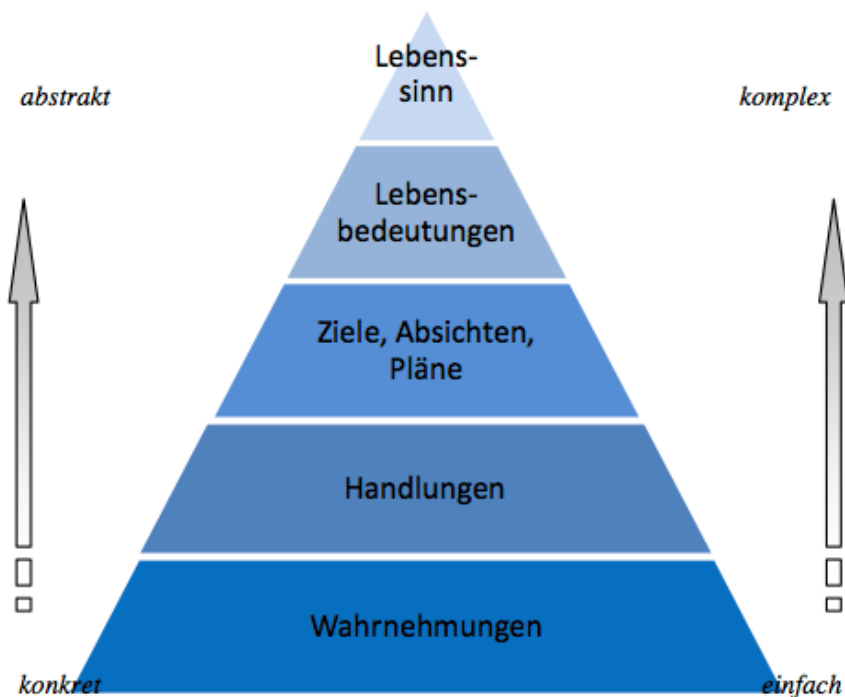 Lebens-
sinn
abstrakt
komplex
Lebens-
bedeutungen
Ziele, Absichten,
Pläne
Handlungen
Wahrnehmungen
konkret
einfach